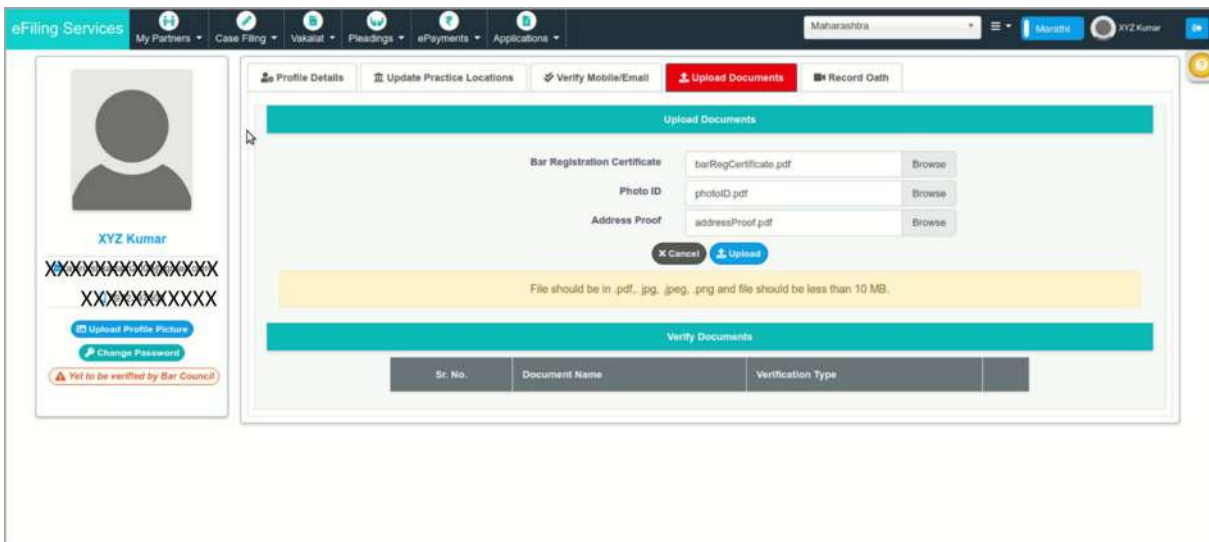 eFiling Services
My Partners
Case Filing
Vakalat
Pleadings
ePayments
Applications
Maharashtra
Marathi
XYZ Kumar
Profile Details
Update Practice Locations
Verify Mobile/Email
Upload Documents
Record Oath
XYZ Kumar
Upload Profile Picture
Change Password
Yet to be verified by Bar Council
Upload Documents
Bar Registration Certificate
barRegCertificate.pdf
Browse
Photo ID
photoID.pdf
Browse
Address Proof
addressProof.pdf
Browse
Cancel
Upload
File should be in .pdf, .jpg, .jpeg, .png and file should be less than 10 MB.
Verify Documents
Sr. No.
Document Name
Verification Type